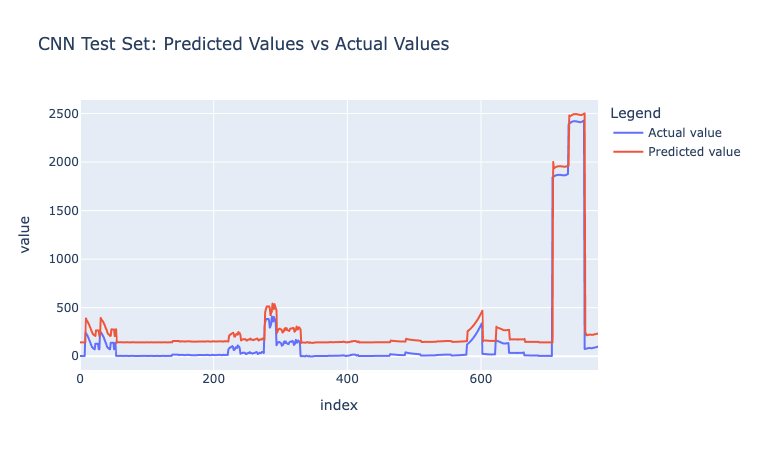 CNN Test Set: Predicted Values vs Actual Values
Legend
Actual value
Predicted value
value
2500
2000
1500
1000
500
0
0
200
400
600
index